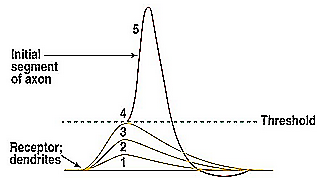 5
Initial
segment
of axon
4
Threshold
3
Receptor;
dendrites
2
1